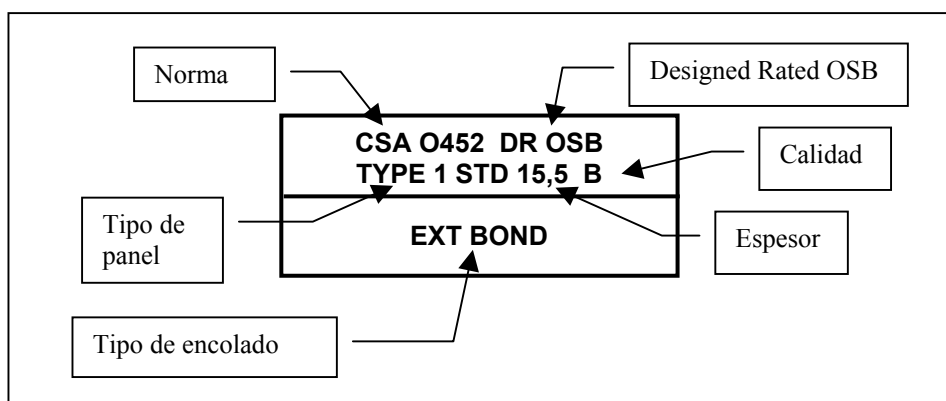 Norma
Designed Rated OSB
CSA O452 DR OSB
TYPE 1 STD 15,5 B
Calidad
Tipo de
panel
EXT BOND
Espesor
Tipo de encolado